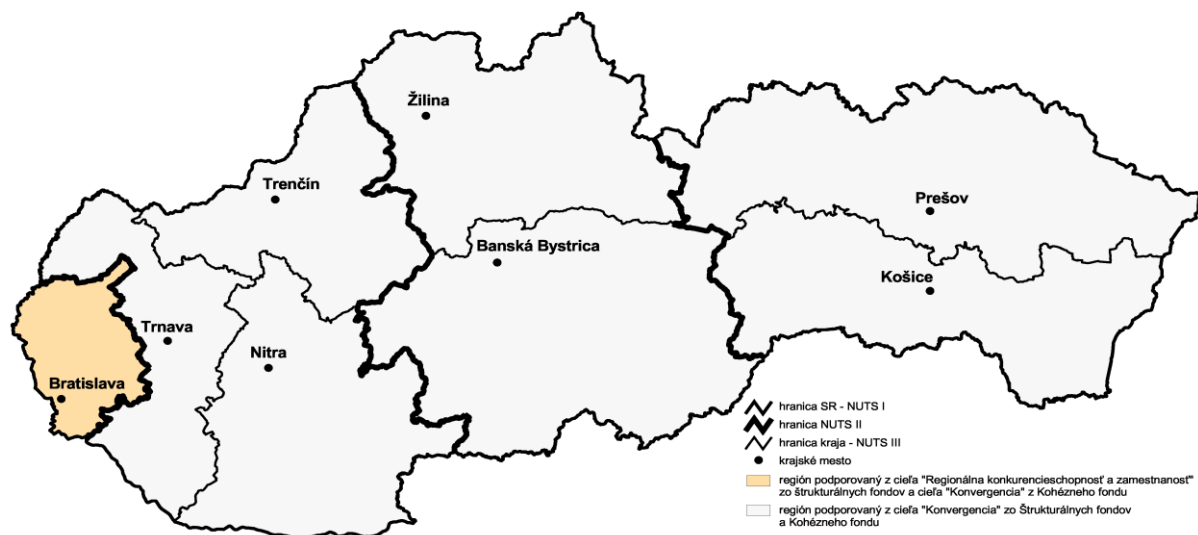 Žilina
Trenčín
Prešov
Banská Bystrica
Košice
Trnava
Nitra
Bratislava
hranica SR - NUTS I
hranica NUTS II
hranica kraja - NUTS III
krajské mesto
región podporovaný z cieľa "Regionálna konkurencieschopnosť a zamestnanosť"
zo štrukturálnych fondov a cieľa "Konvergencia" z Kohézneho fondu
región podporovaný z cieľa "Konvergencia" zo Štrukturálnych fondov
a Kohézneho fondu